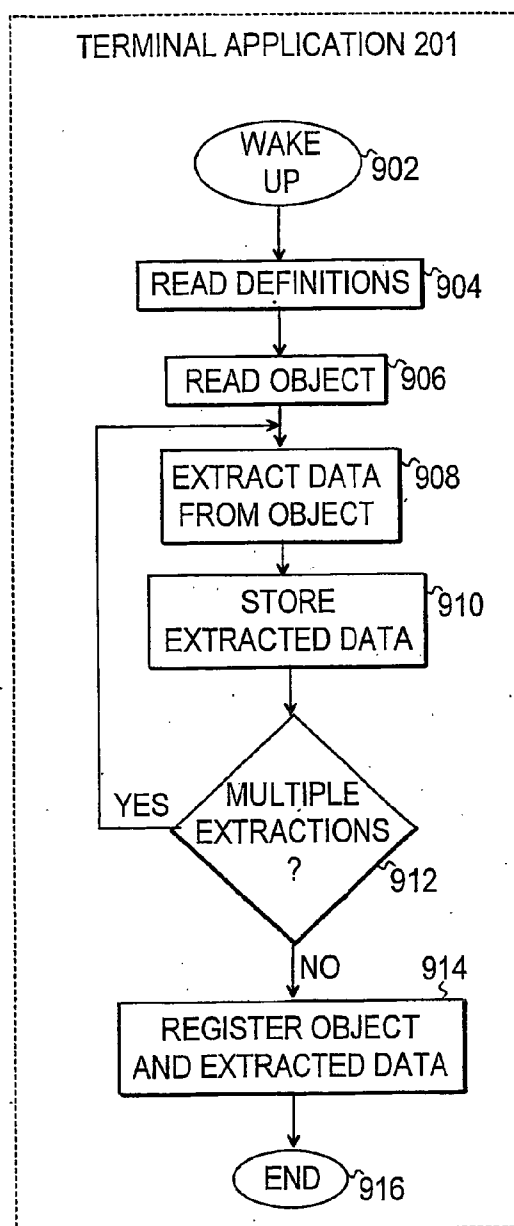 TERMINAL APPLICATION 201
WAKE
UP
902
READ DEFINITIONS
904
READ OBJECT
906
EXTRACT DATA
FROM OBJECT
908
STORE
EXTRACTED DATA
910
MULTIPLE
EXTRACTIONS
?
912
YES
NO
914
REGISTER OBJECT
AND EXTRACTED DATA
END
916